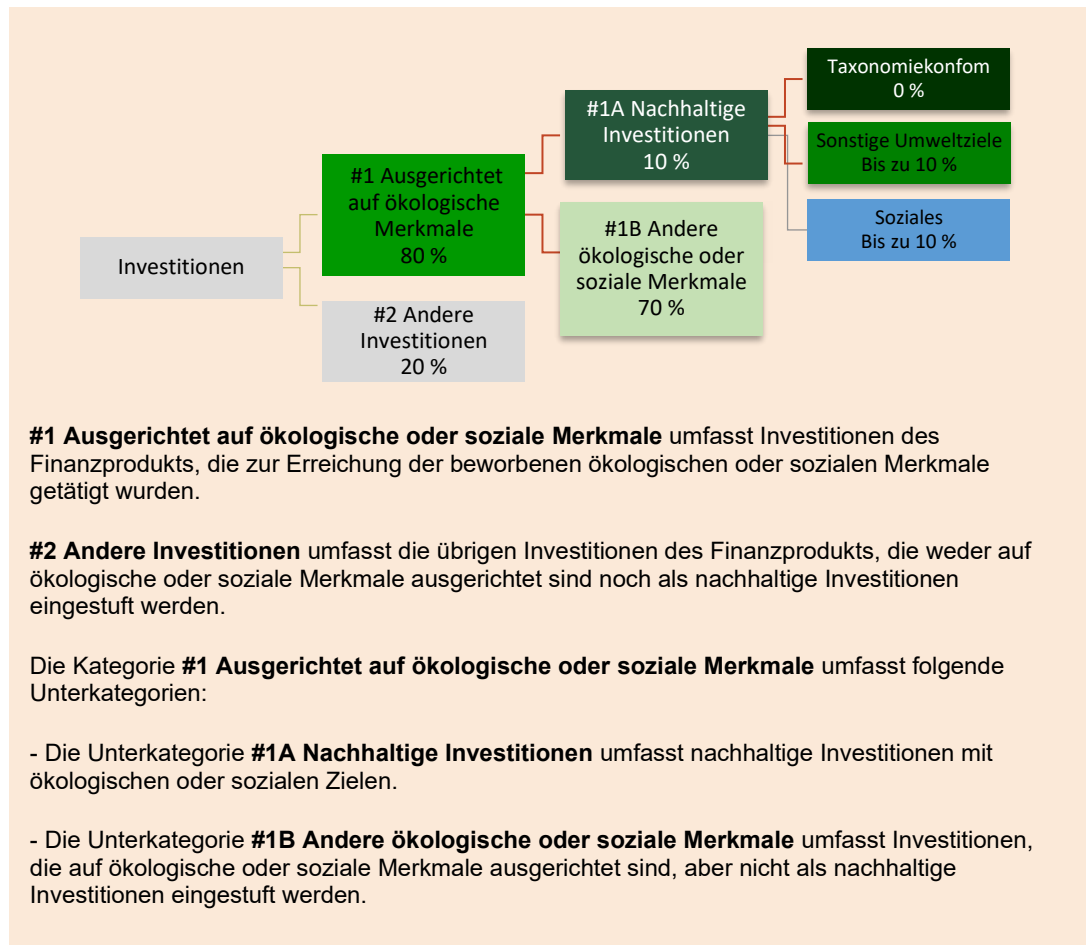 Taxonomiekonfom
0 %
#1A Nachhaltige
Investitionen
10 %
Sonstige Umweltziele
Bis zu 10 %
#1 Ausgerichtet
auf ökologische
Merkmale
80 %
Soziales
Bis zu 10 %
#1B Andere
ökologische oder
soziale Merkmale
70 %
Investitionen
#2 Andere
Investitionen
20 %
#1 Ausgerichtet auf ökologische oder soziale Merkmale umfasst Investitionen des
Finanzprodukts, die zur Erreichung der beworbenen ökologischen oder sozialen Merkmale
getätigt wurden.
#2 Andere Investitionen umfasst die übrigen Investitionen des Finanzprodukts, die weder auf
ökologische oder soziale Merkmale ausgerichtet sind noch als nachhaltige Investitionen
eingestuft werden.
Die Kategorie #1 Ausgerichtet auf ökologische oder soziale Merkmale umfasst folgende
Unterkategorien:
- Die Unterkategorie #1A Nachhaltige Investitionen umfasst nachhaltige Investitionen mit
ökologischen oder sozialen Zielen.
- Die Unterkategorie #1B Andere ökologische oder soziale Merkmale umfasst Investitionen,
die auf ökologische oder soziale Merkmale ausgerichtet sind, aber nicht als nachhaltige
Investitionen eingestuft werden.